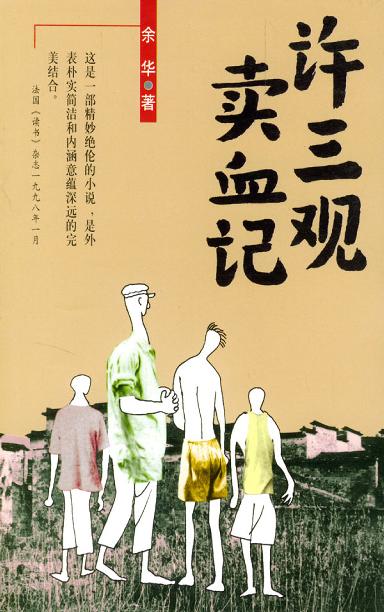 许三观
卖血记
余华●著
这是一部精妙绝伦的小说，是外
表朴实简洁和内涵意蕴深远的完
美结合。
法国《读书》杂志一九九八年一月